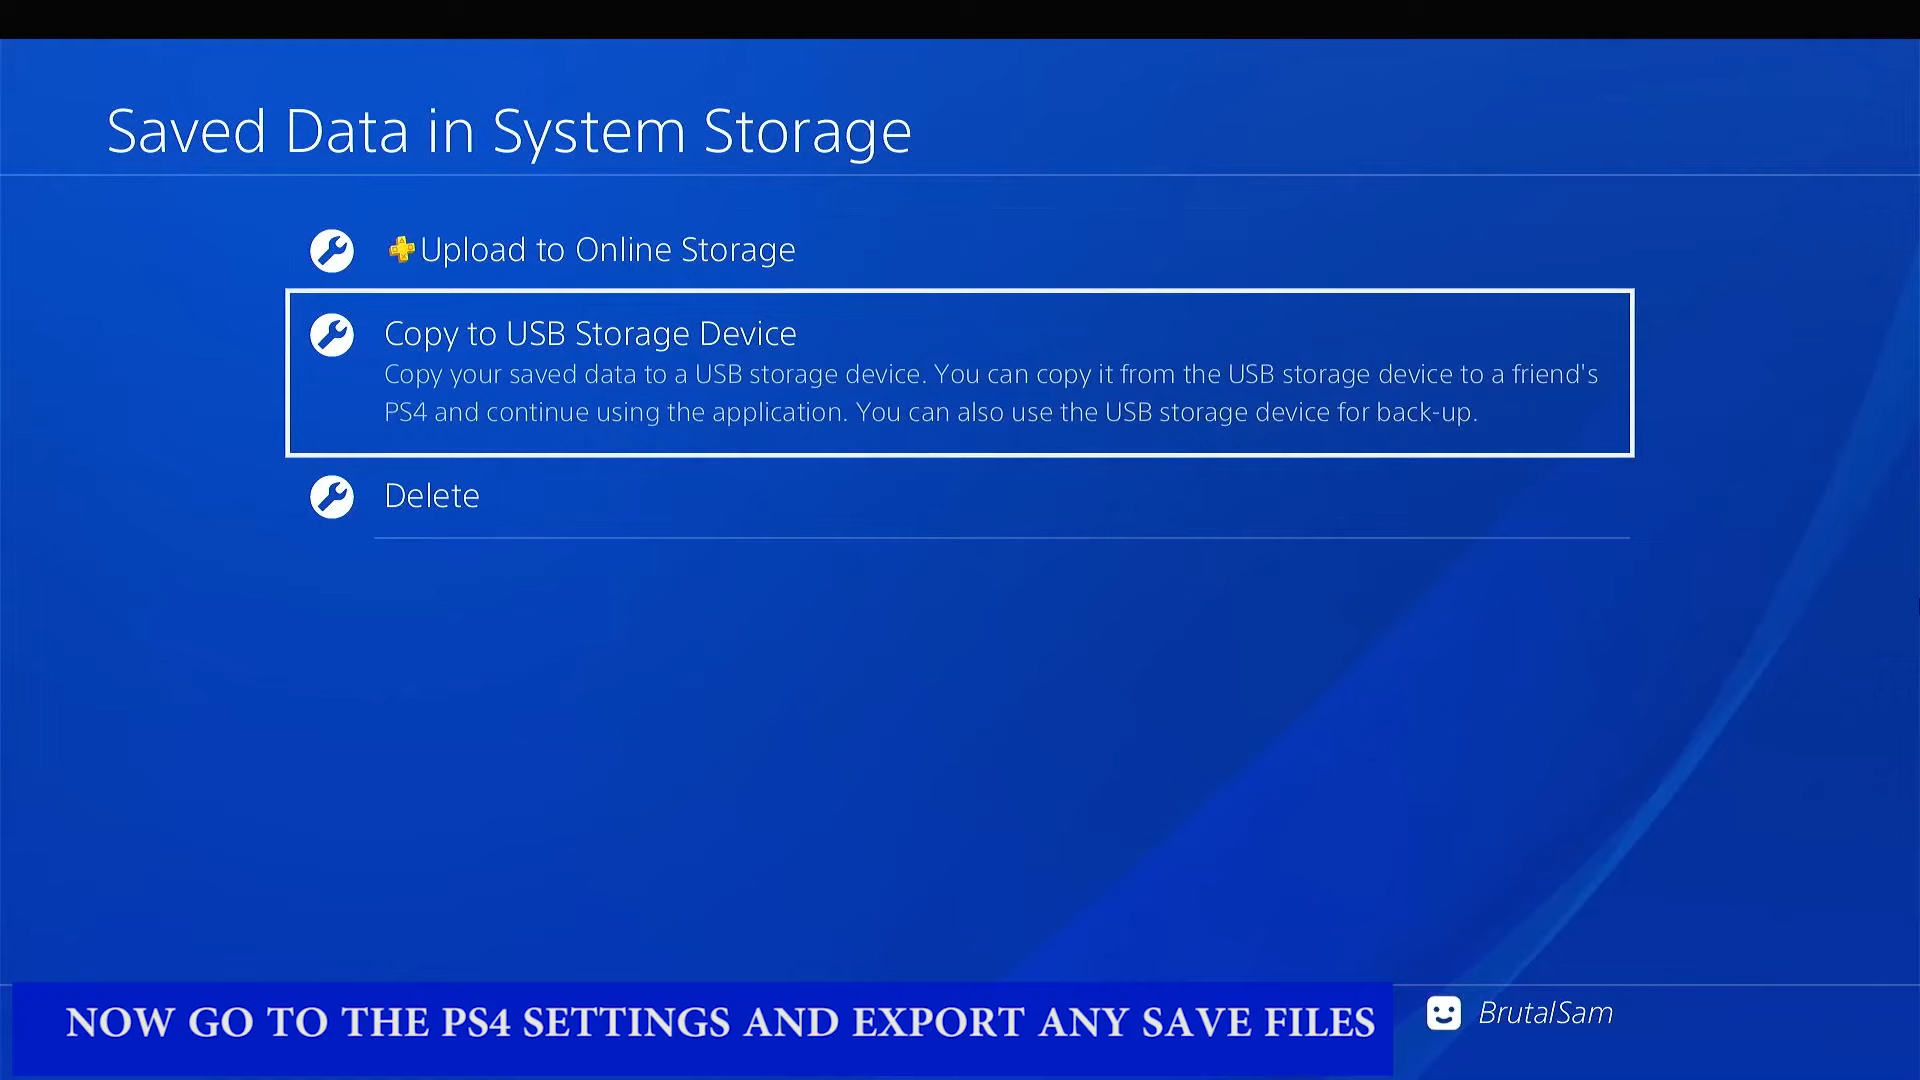 Saved Data in System Storage
Upload to Online Storage
Copy to USB Storage Device
Copy your saved data to a USB storage device. You can copy it from the USB storage device to a friend's
PS4 and continue using the application. You can also use the USB storage device for back-up.
Delete
NOW GO TO THE PS4 SETTINGS AND EXPORT ANY SAVE FILES
BrutalSam